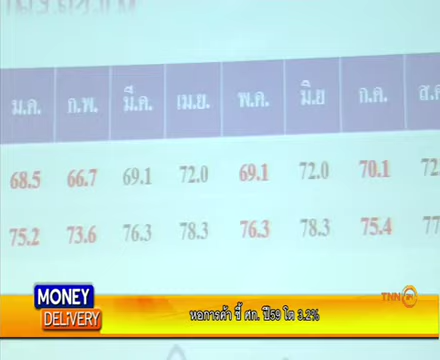 ม.ค. ก.พ. มี.ค. เม.ย. พ.ค. มิ.ย ก.ค.
68.5 66.7 69.1 72.0 69.1 72.0 70.1
75.2 73.6 76.3 78.3 76.3 78.3 75.4
MONEY
DELIVERY
หอการค้า ชี้ ศก. ปี59 โต 3.2%
TNN 24